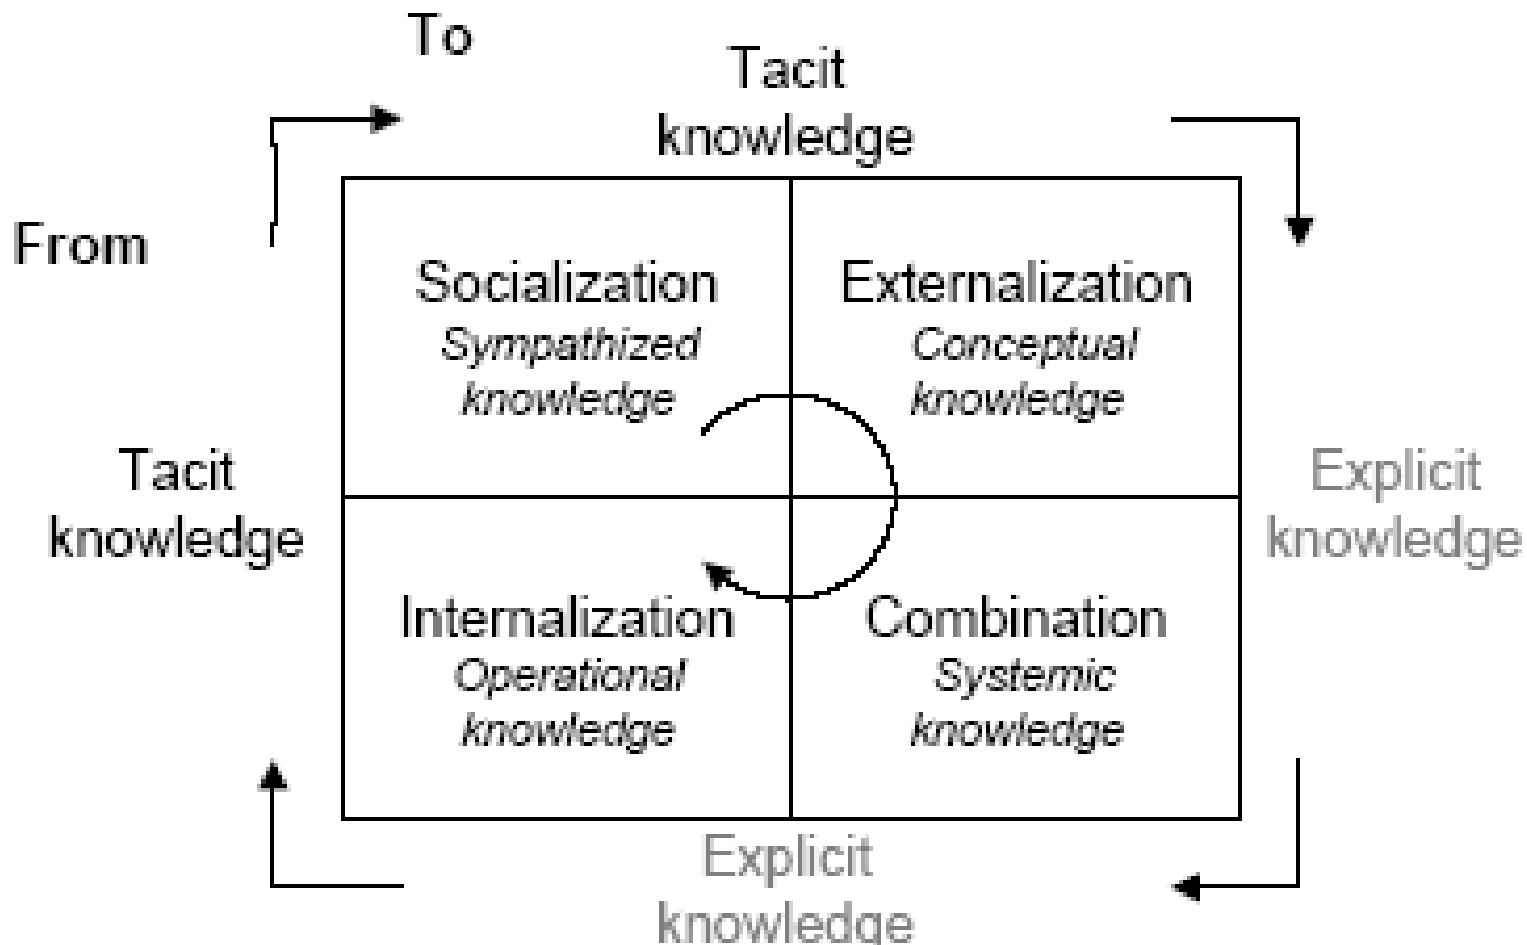 To
Tacit
knowledge
From
Socialization
Sympathized
knowledge
Externalization
Conceptual
knowledge
Tacit
knowledge
Explicit
knowledge
Internalization
Operational
knowledge
Combination
Systemic
knowledge
Explicit
knowledge